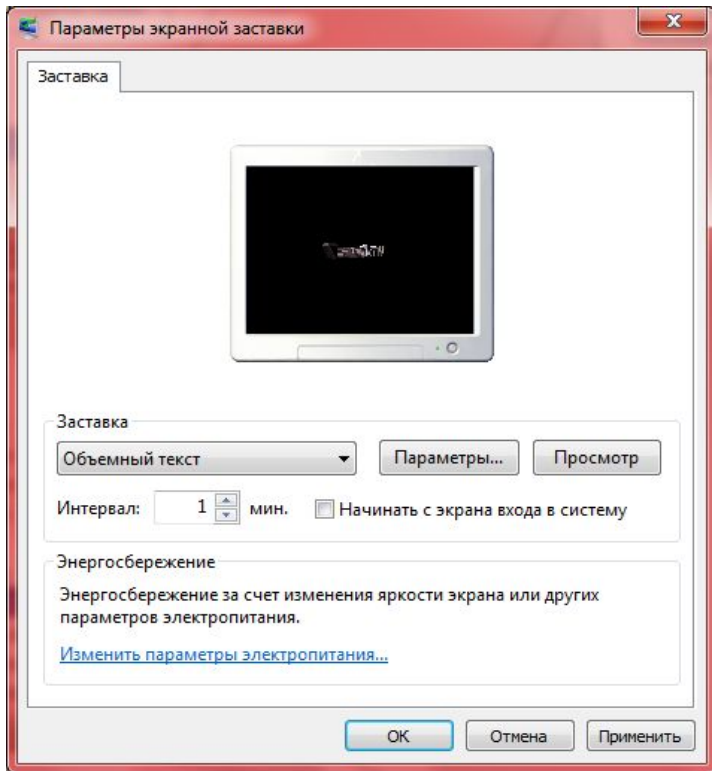 Параметры экранной заставки
Заставка
Заставка
Объемный текст
Параметры...
Просмотр
Интервал: 1 мин.
Начинать с экрана входа в систему
Энергосбережение
Энергосбережение за счет изменения яркости экрана или других
параметров электропитания.
Изменить параметры электропитания...
ОК
Отмена
Применить